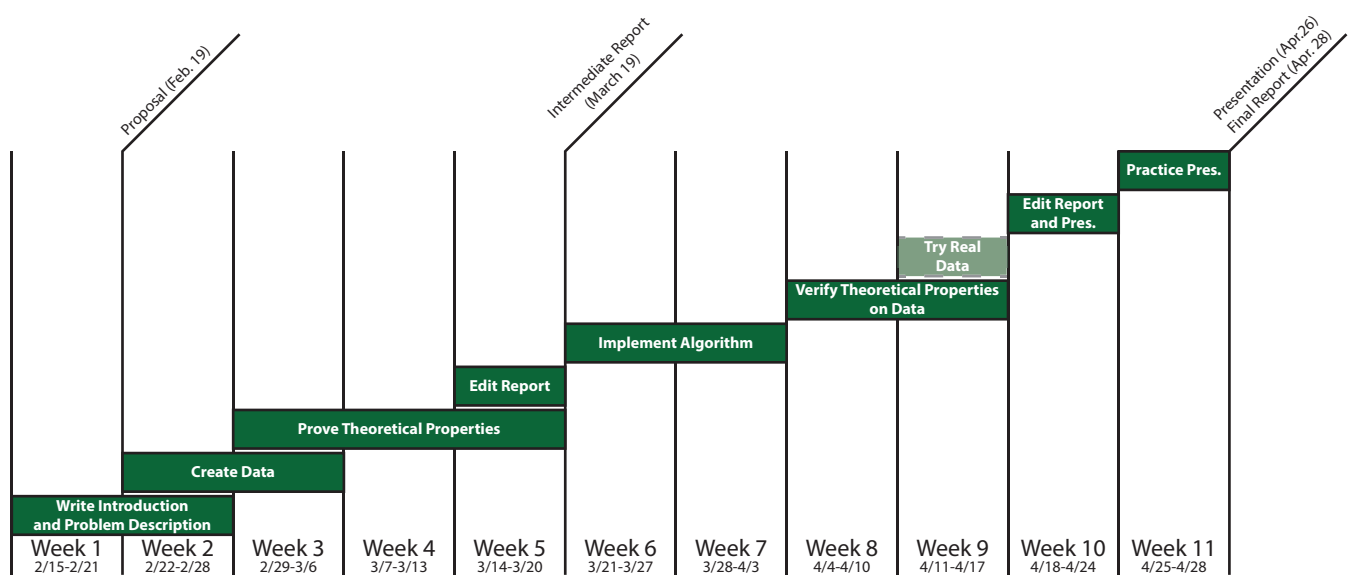 Proposal (Feb. 19)
Intermediate Report
(March 19)
Presentation (Apr.26)
Final Report (Apr. 28)
Practice Pres.
Edit Report
and Pres.
Try Real
Data
Verify Theoretical Properties
on Data
Implement Algorithm
Edit Report
Prove Theoretical Properties
Create Data
Write Introduction
and Problem Description
Week 1
2/15-2/21
Week 2
2/22-2/28
Week 3
2/29-3/6
Week 4
3/7-3/13
Week 5
3/14-3/20
Week 6
3/21-3/27
Week 7
3/28-4/3
Week 8
4/4-4/10
Week 9
4/11-4/17
Week 10
4/18-4/24
Week 11
4/25-4/28